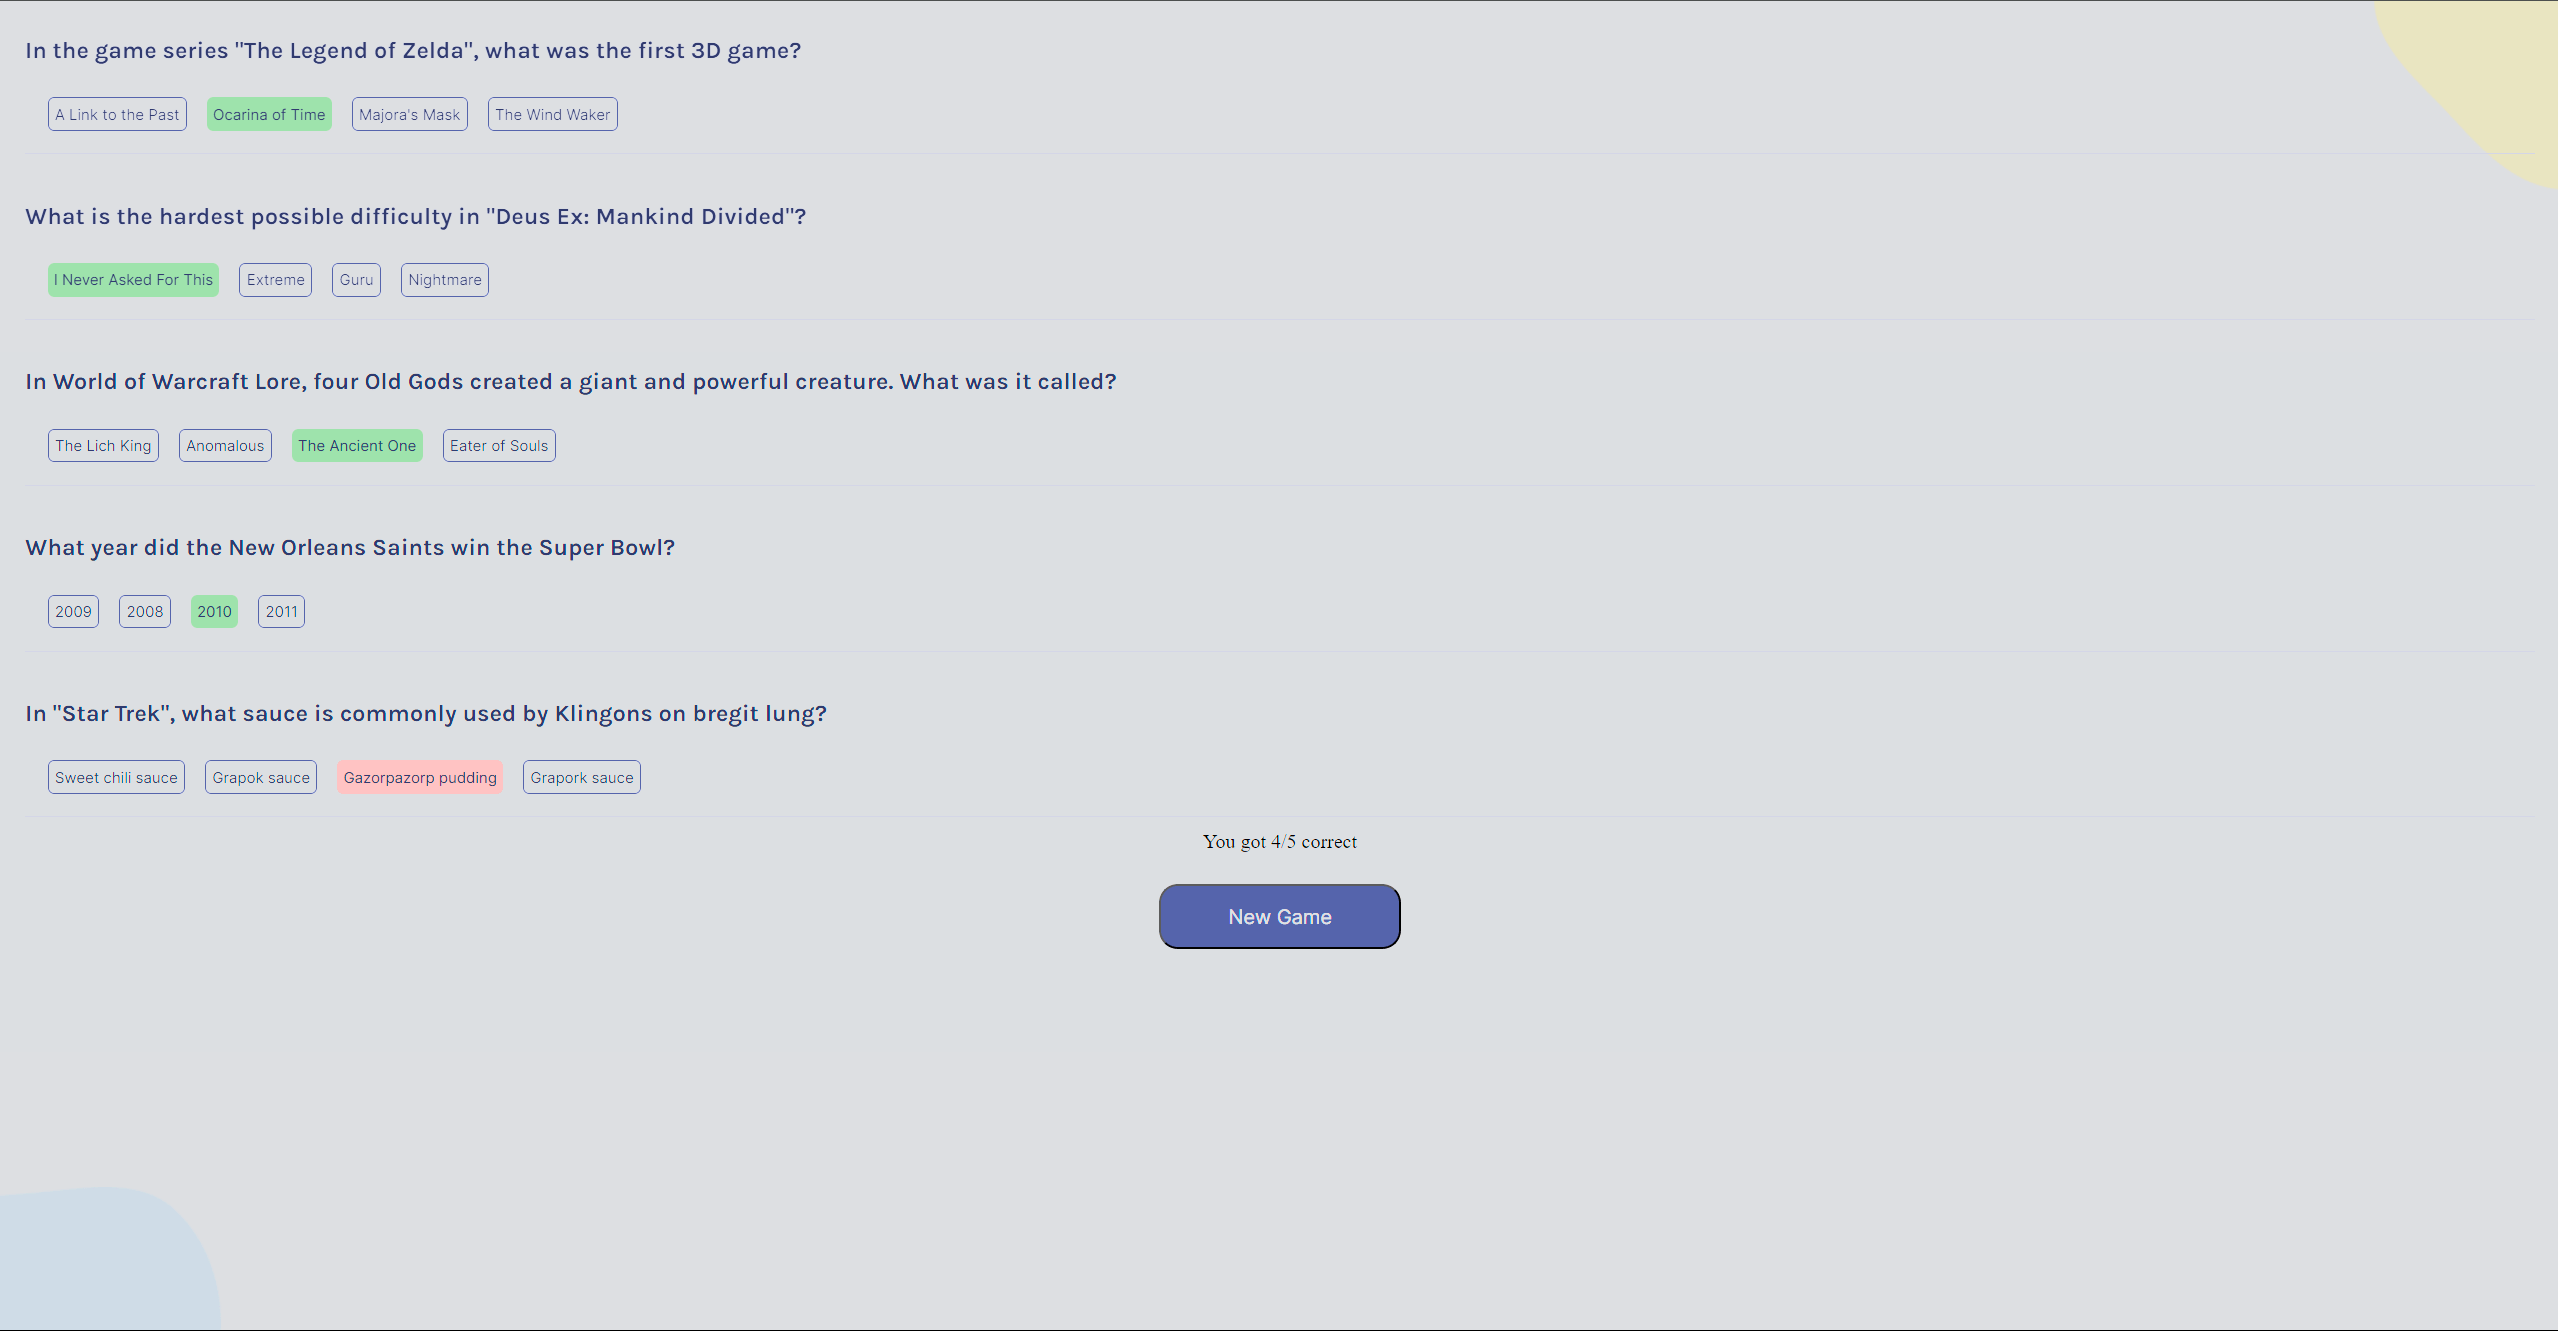 In the game series "The Legend of Zelda", what was the first 3D game?
A Link to the Past Ocarina of Time Majora's Mask The Wind Waker
What is the hardest possible difficulty in "Deus Ex: Mankind Divided"?
I Never Asked For This Extreme Guru Nightmare
In World of Warcraft Lore, four Old Gods created a giant and powerful creature. What was it called?
The Lich King Anomalous The Ancient One Eater of Souls
What year did the New Orleans Saints win the Super Bowl?
2009 2008 2010 2011
In "Star Trek", what sauce is commonly used by Klingons on bregit lung?
Sweet chili sauce Grapok sauce Gazorpazorp pudding Grapork sauce
You got 4/5 correct
New Game